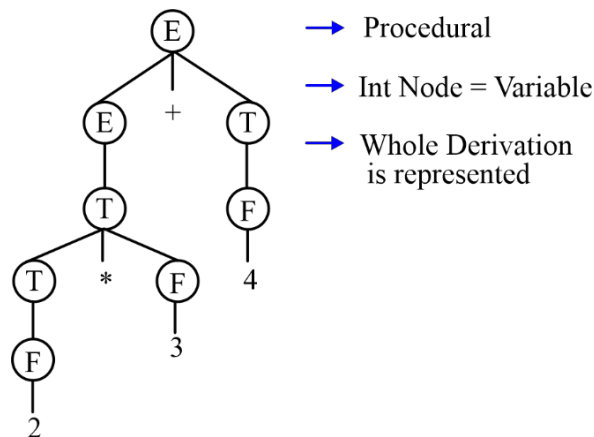 E
Procedural
E + T
Int Node = Variable
Whole Derivation
is represented
T F
T * F 4
F 3
2